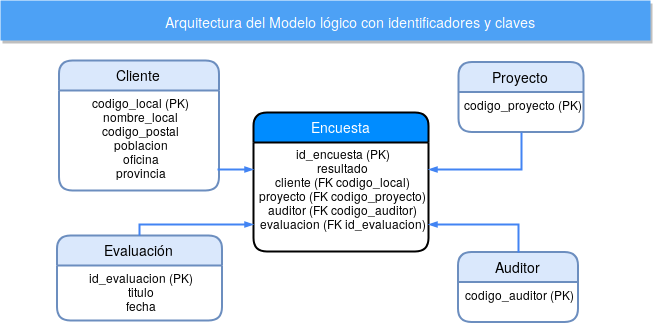 Arquitectura del Modelo lógico con identificadores y claves
Cliente
codigo_local (PK)
nombre_local
codigo_postal
poblacion
oficina
provincia
Proyecto
codigo_proyecto (PK)
Encuesta
id_encuesta (PK)
resultado
cliente (FK codigo_local)
proyecto (FK codigo_proyecto)
auditor (FK codigo_auditor)
evaluacion (FK id_evaluacion)
Evaluación
id_evaluacion (PK)
titulo
fecha
Auditor
codigo_auditor (PK)